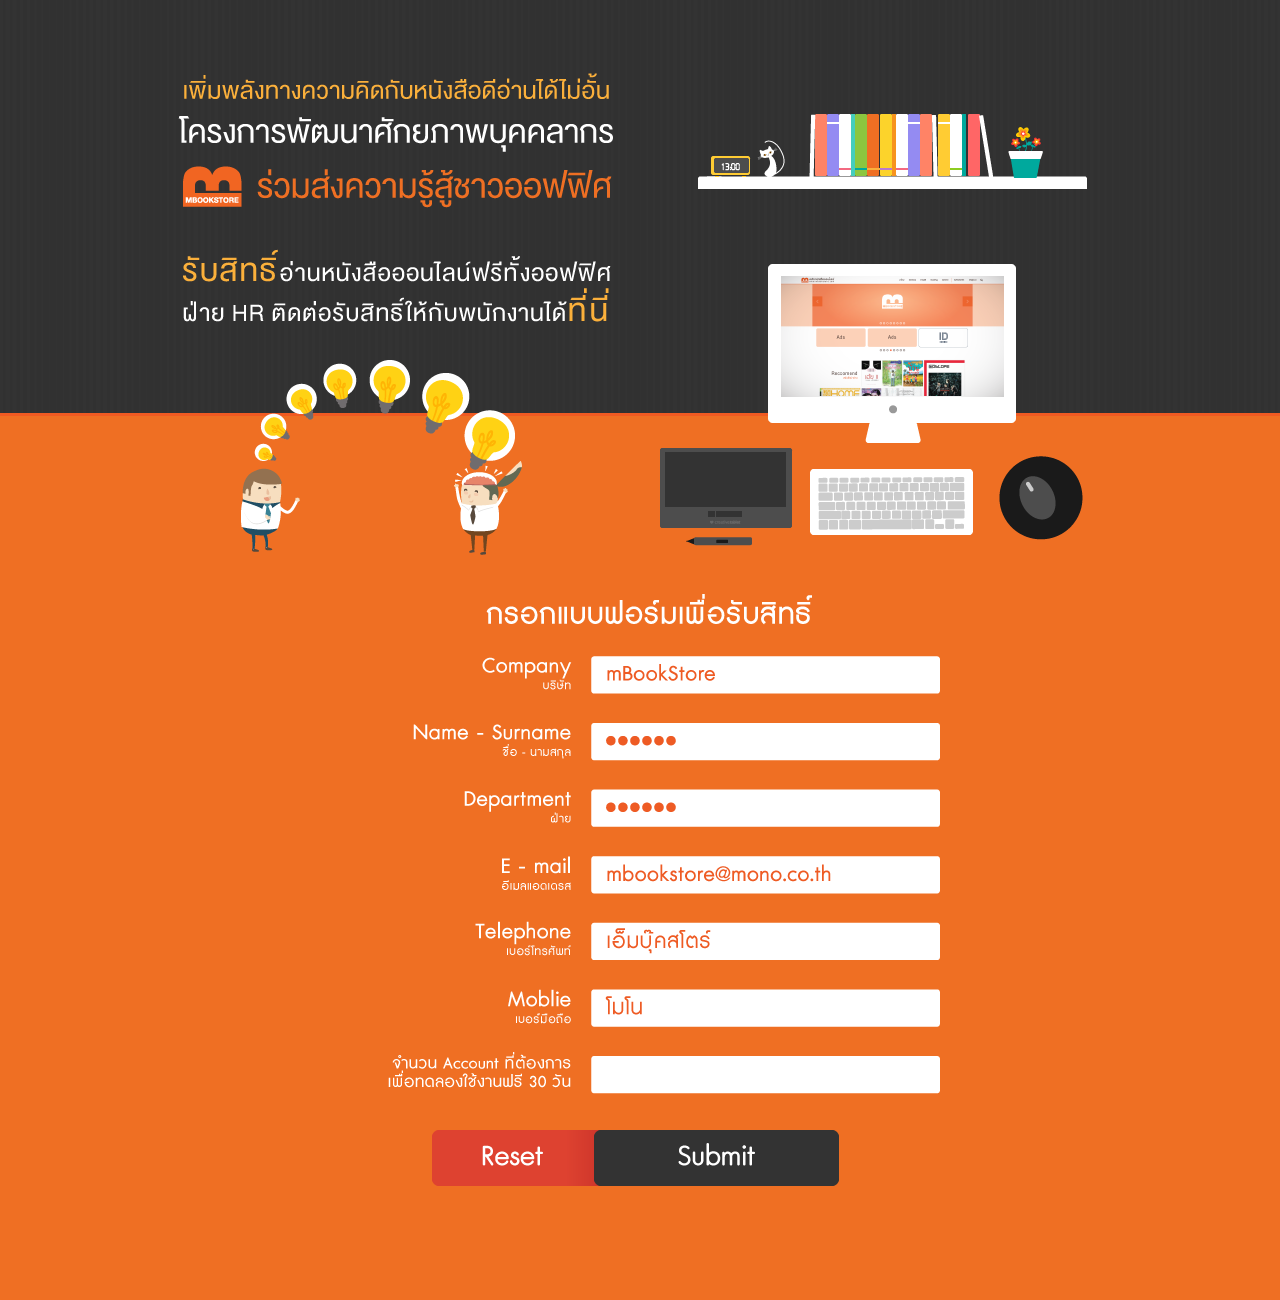 เพิ่มพลังทางความคิดกับหนังสือดีอ่านได้ไม่อั้น
โครงการพัฒนาศักยภาพบุคคลากร
MBOOKSTORE
ร่วมส่งความรู้สู้ชาวออฟฟิศ
รับสิทธิ์อ่านหนังสือออนไลน์ฟรีทั้งออฟฟิศ
ฝ่าย HR ติดต่อรับสิทธิ์ให้กับพนักงานได้ที่นี่
13:00
Ads Ads ID
Reccomend
กรอกแบบฟอร์มเพื่อรับสิทธิ์
Company mBookStore
บริษัท
Name - Surname ●●●●●●
ชื่อ - นามสกุล
Department ●●●●●●
ฝ่าย
E - mail mbookstore@mono.co.th
อีเมลแอดเดรส
Telephone เอ็มบุ๊คสโตร์
เบอร์โทรศัพท์
Moblie โมโน
เบอร์มือถือ
จำนวน Account ที่ต้องการ
เพื่อทดลองใช้งานฟรี 30 วัน
Reset Submit